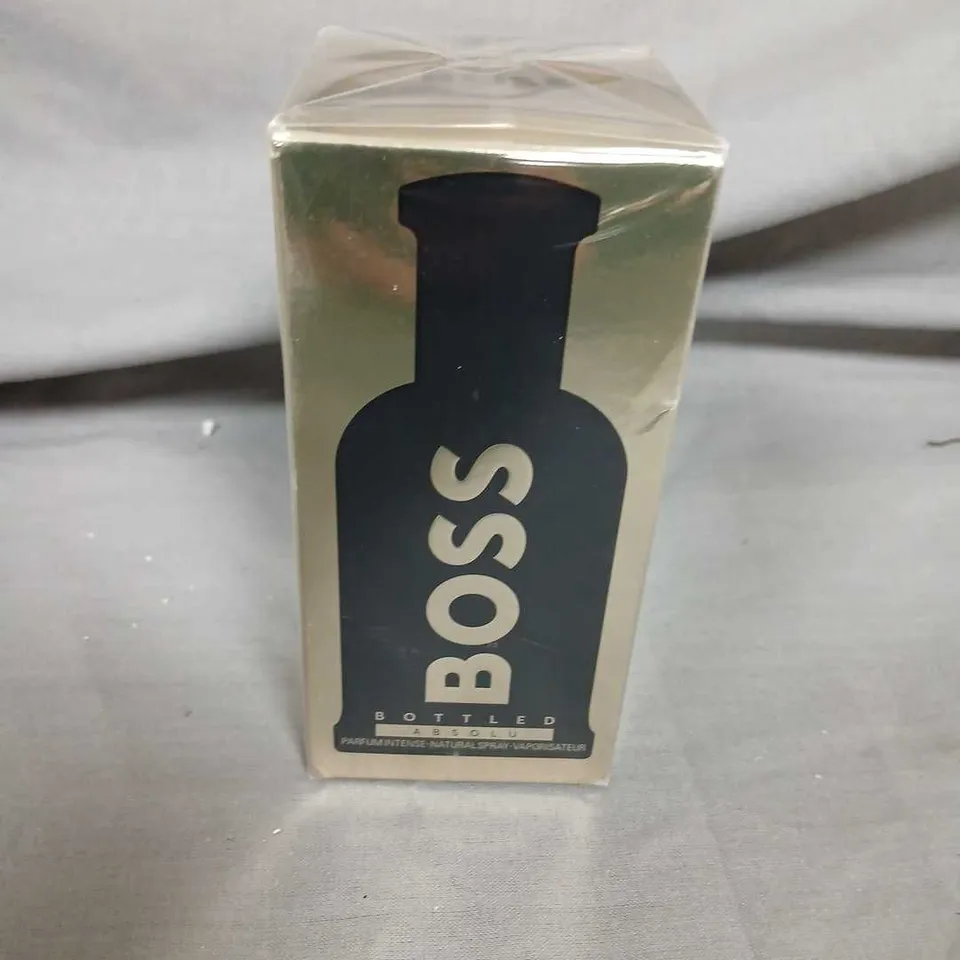 BOSS
BOTTLED
ABSOLU
PARFUM INTENSE·NATURAL SPRAY·VAPORISATEUR